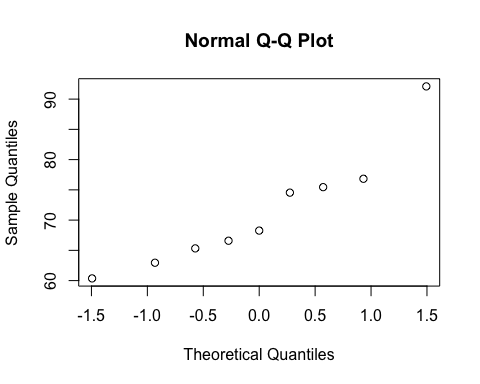 Normal Q-Q Plot
90
80
70
60
Sample Quantiles
-1.5 -1.0 -0.5 0.0 0.5 1.0 1.5
Theoretical Quantiles